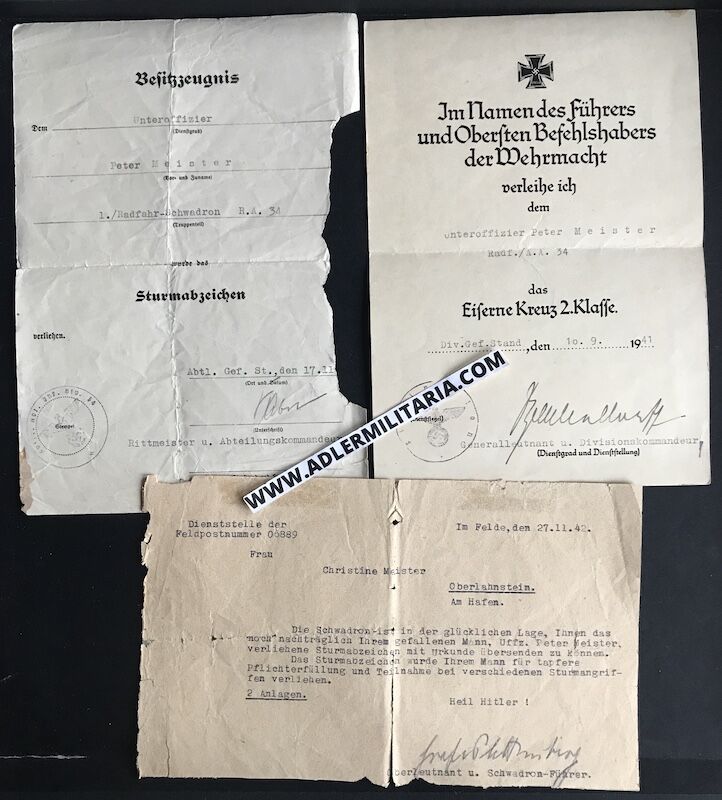 Besitzzeugnis
Dem Unteroffizier
(Dienstgrad)
Peter Meister
(Vor- und Zuname)
1./Radfahr-Schwadron R.A. 34
(Truppenteil)
wurde das
Sturmabzeichen
verliehen.
Abtl. Gef. St., den 17.11
(Ort und Datum)
(Unterschrift)
Rittmeister u. Abteilungskommandeur
Im Namen des Führers
und Obersten Befehlshabers
der Wehrmacht
verleihe ich
dem
Unteroffizier Peter Meister
Radf./A.A. 34
das
Eiserne Kreuz 2.Klasse.
Div.Gef.Stand, den 10. 9. 1941
(Dienstsiegel)
Generalleutnant u. Divisionskommandeur
(Dienstgrad und Dienststellung)
WWW.ADLERMILITARIA.COM
Dienststelle der
Feldpostnummer 06889
Im Felde, den 27.11.42.
Frau
Christine Meister
Oberlahnstein.
Am Hafen.
Die Schwadron ist in der glücklichen Lage, Ihnen das
noch nachträglich Ihrem gefallenen Mann, Uffz. Peter Meister,
verliehene Sturmabzeichen mit Urkunde übersenden zu können.
Das Sturmabzeichen wurde Ihrem Mann für tapfere
Pflichterfüllung und Teilnahme bei verschiedenen Sturmangrif-
fen verliehen.
2 Anlagen.
Heil Hitler !
Oberleutnant u. Schwadron-Führer.